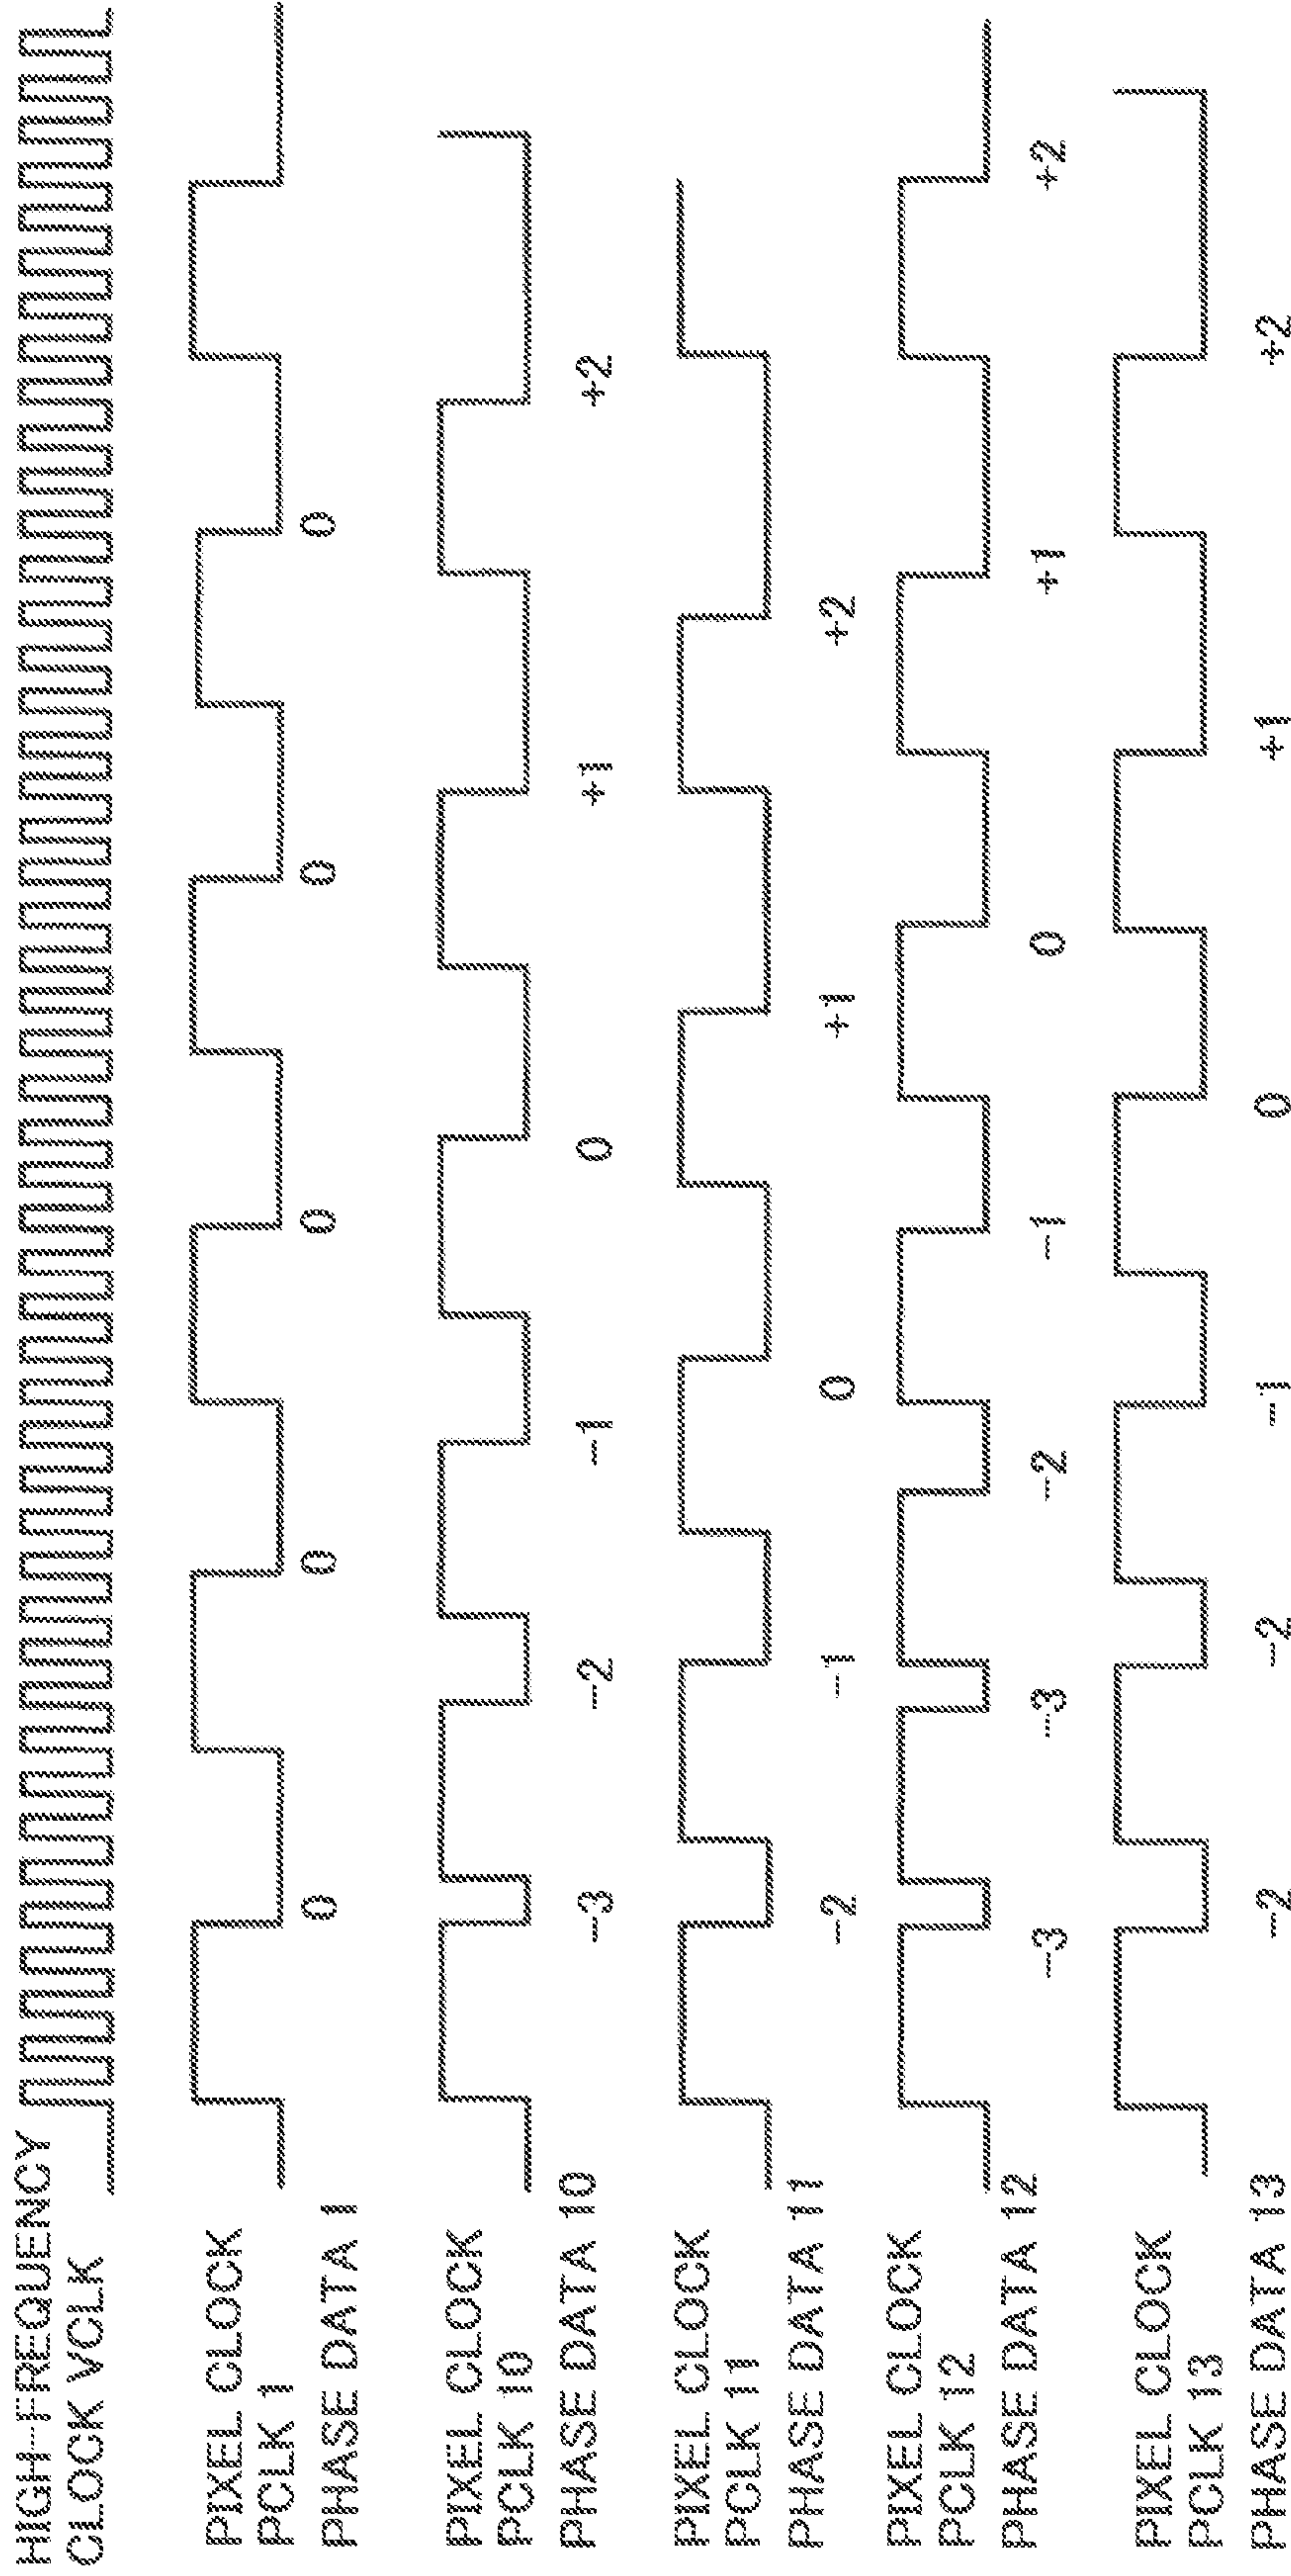 HIGH-FREQUENCY
CLOCK VCLK
PIXEL CLOCK
PCLK 1
PHASE DATA 1
0 0 0 0 0
PIXEL CLOCK
PCLK 10
PHASE DATA 10
-3 -2 -1 0 +1 +2
PIXEL CLOCK
PCLK 11
PHASE DATA 11
-2 -1 0 +1 +2
PIXEL CLOCK
PCLK 12
PHASE DATA 12
-3 -3 -2 -1 0 +1 +2
PIXEL CLOCK
PCLK 13
PHASE DATA 13
-2 -2 -1 0 +1 +2